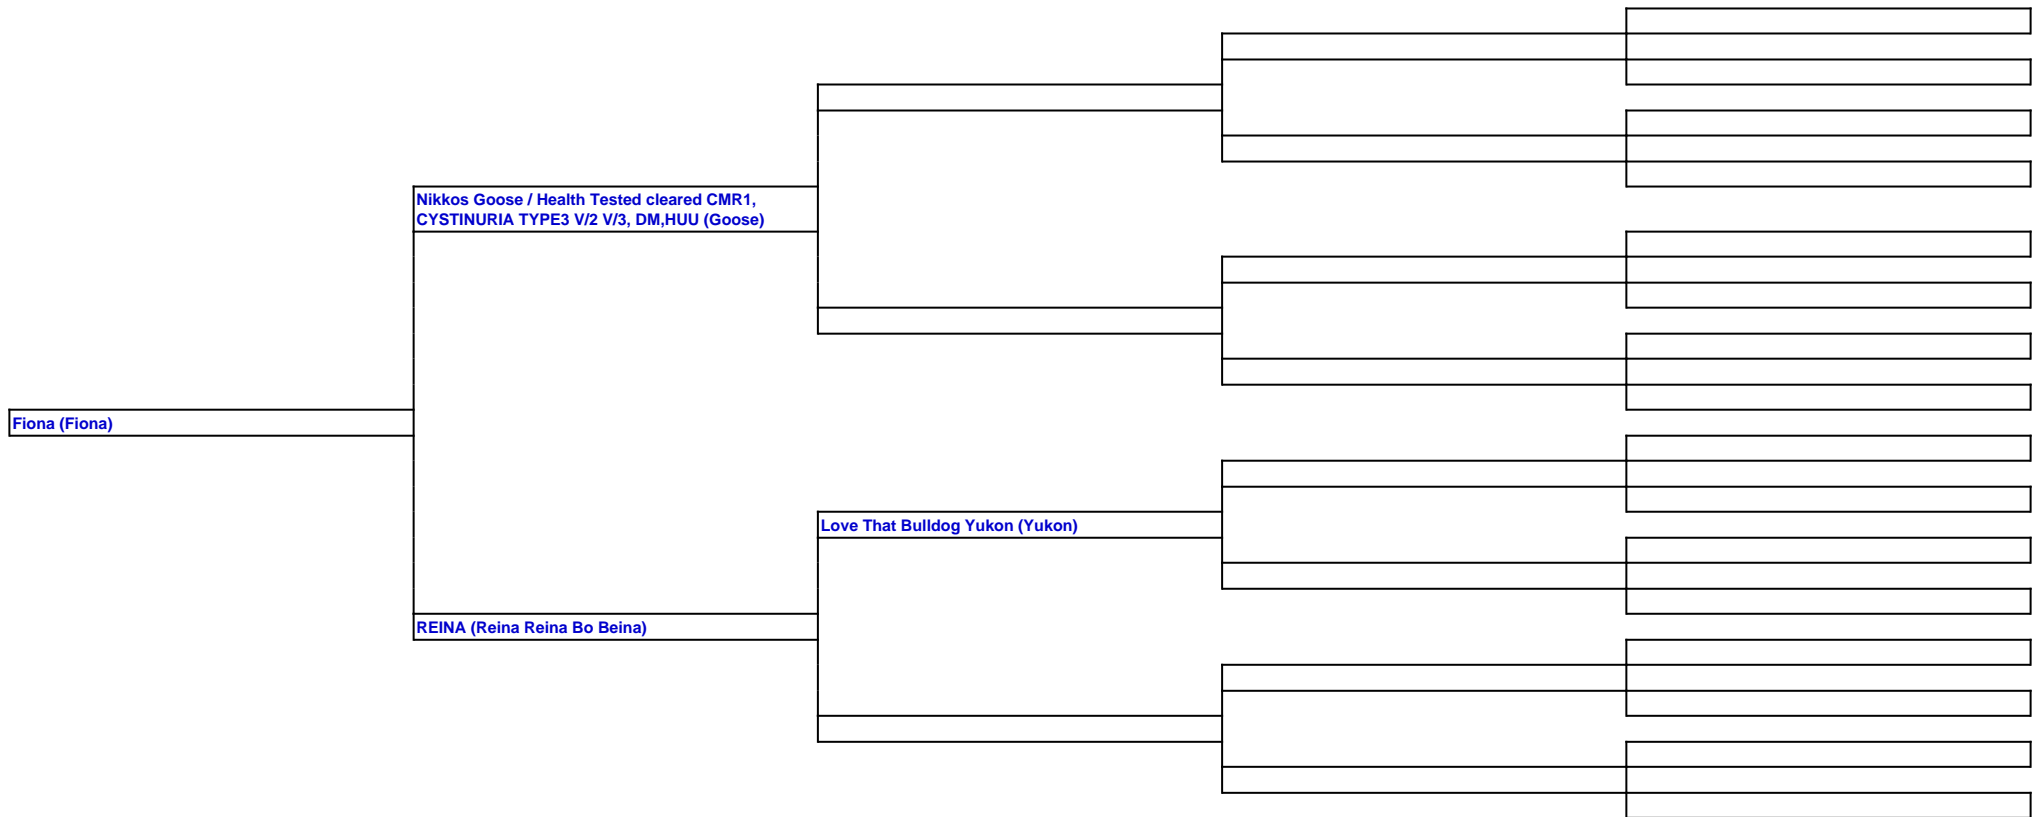 Nikkos Goose / Health Tested cleared CMR1,
CYSTINURIA TYPE3 V/2 V/3, DM,HUU (Goose)
Fiona (Fiona)
Love That Bulldog Yukon (Yukon)
REINA (Reina Reina Bo Beina)